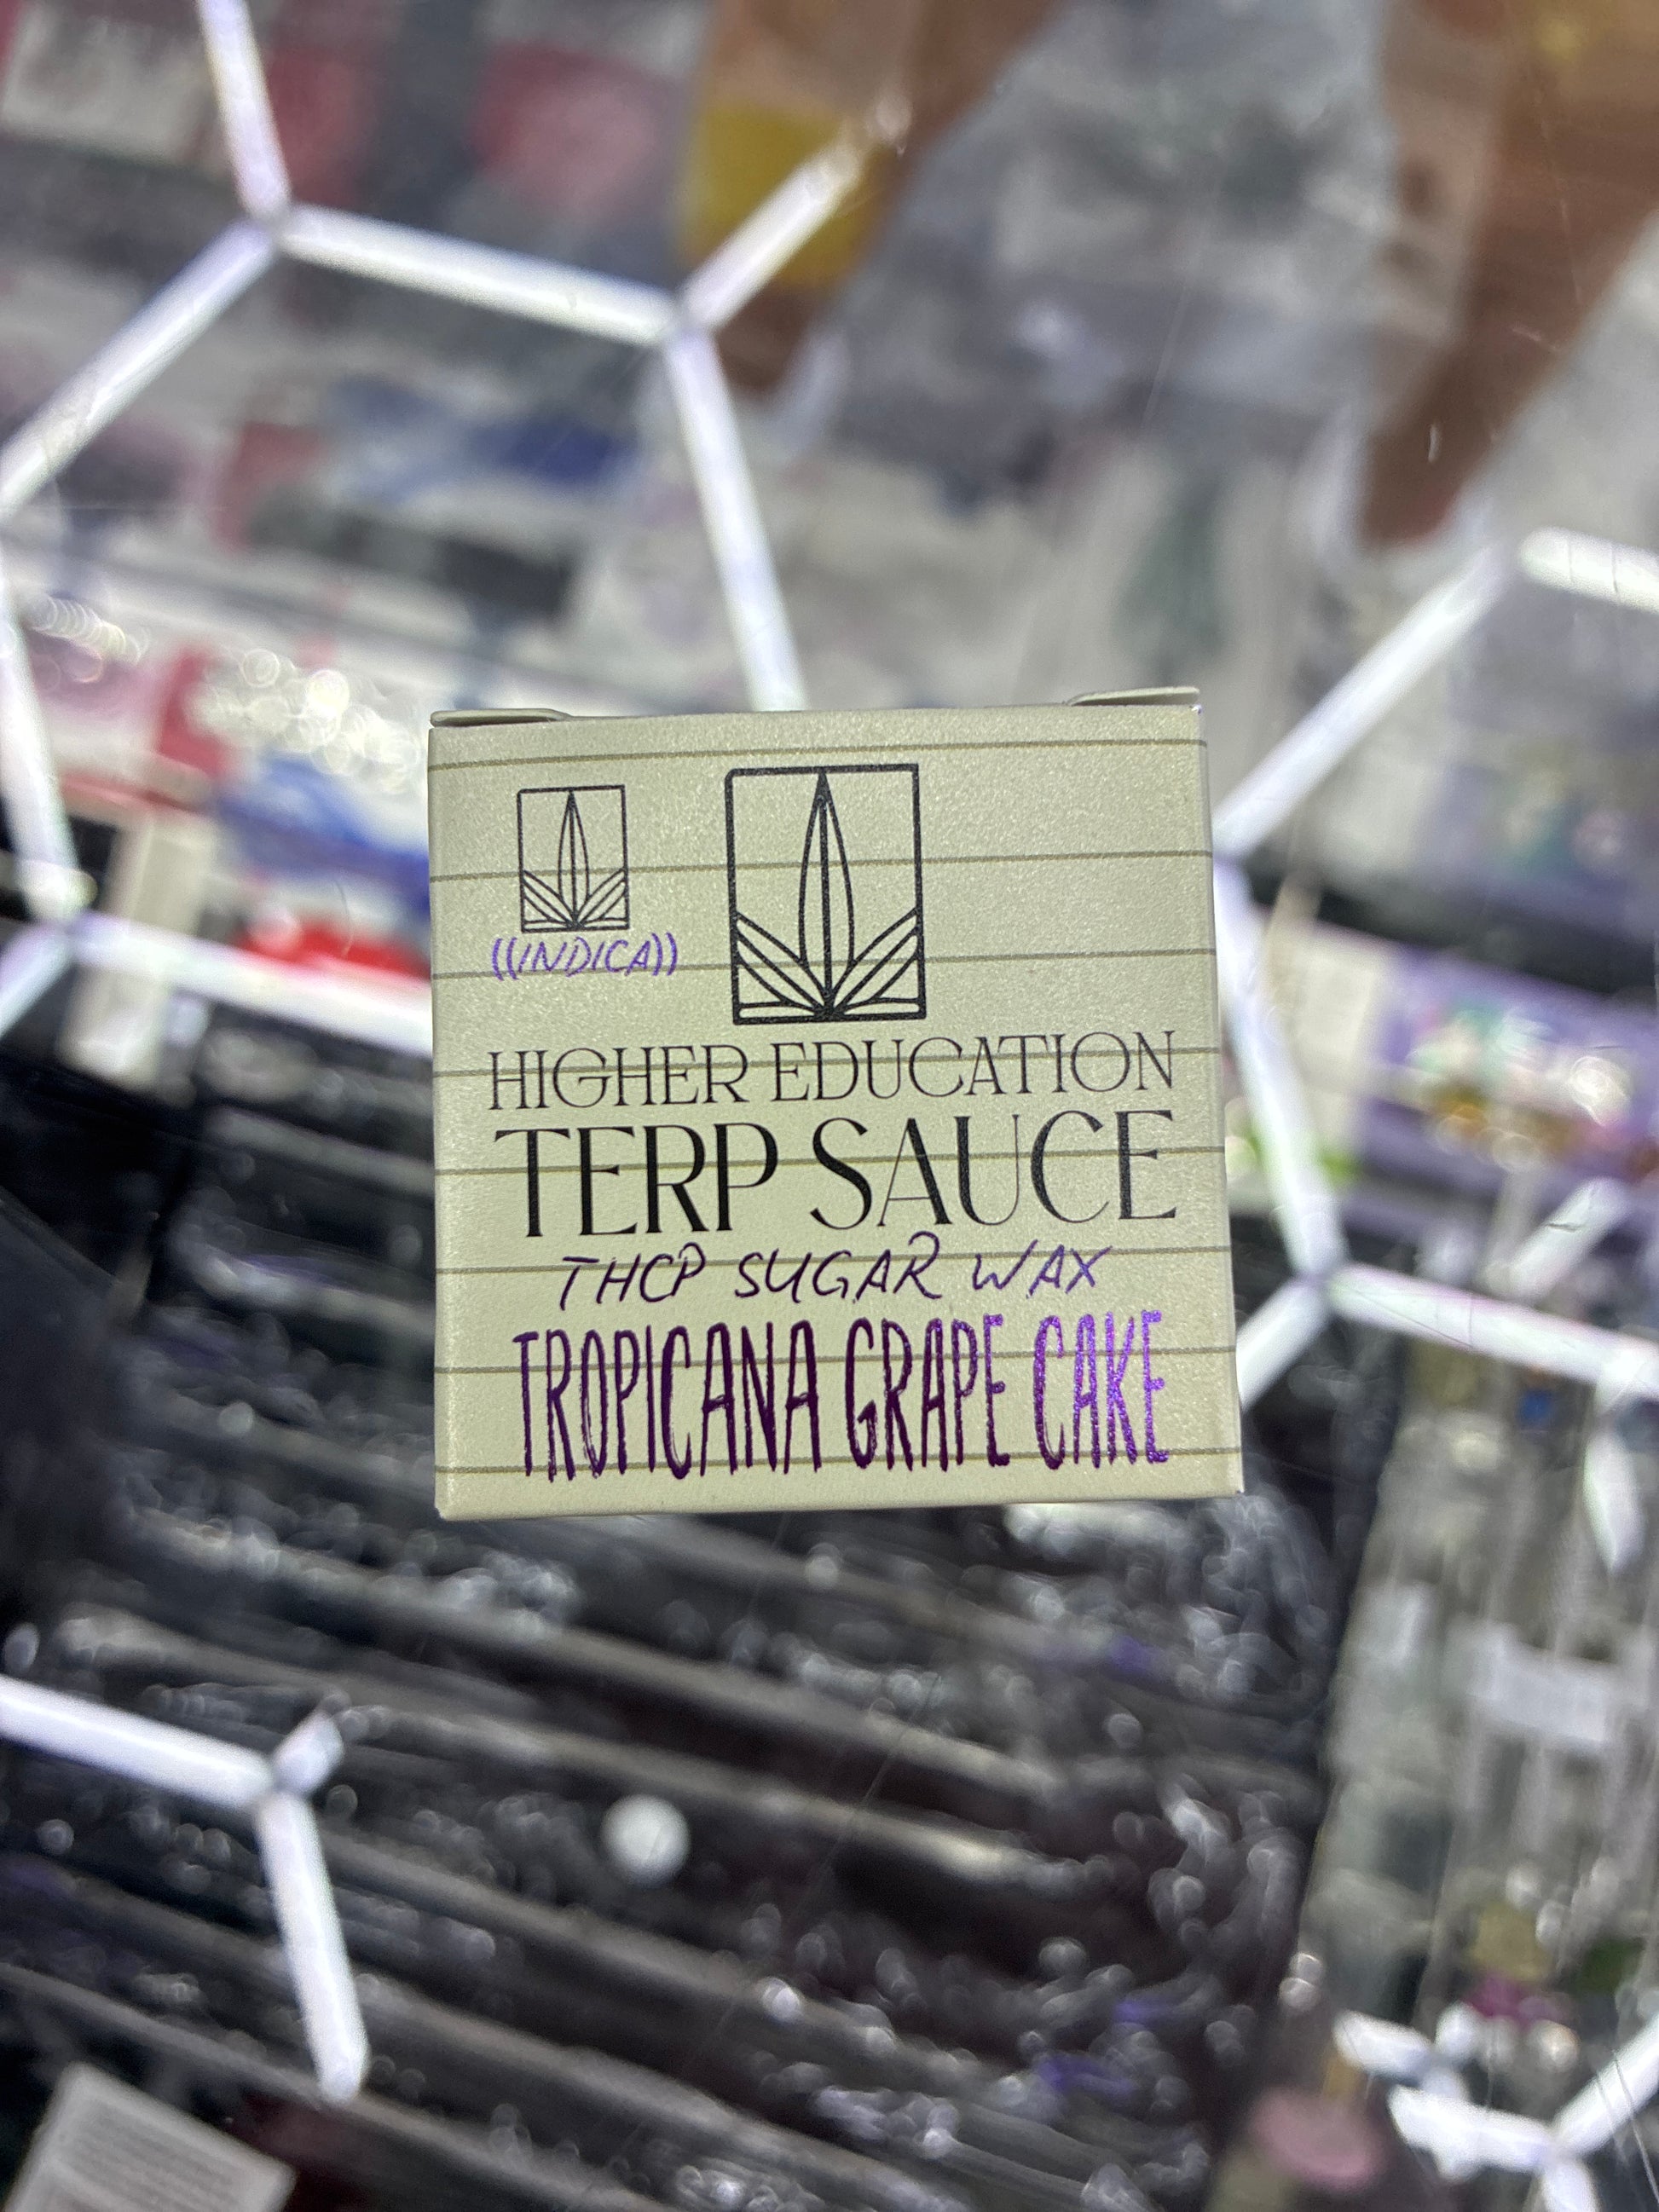 ((INDICA))
HIGHER EDUCATION
TERP SAUCE
THCP SUGAR WAX
TROPICANA GRAPE CAKE